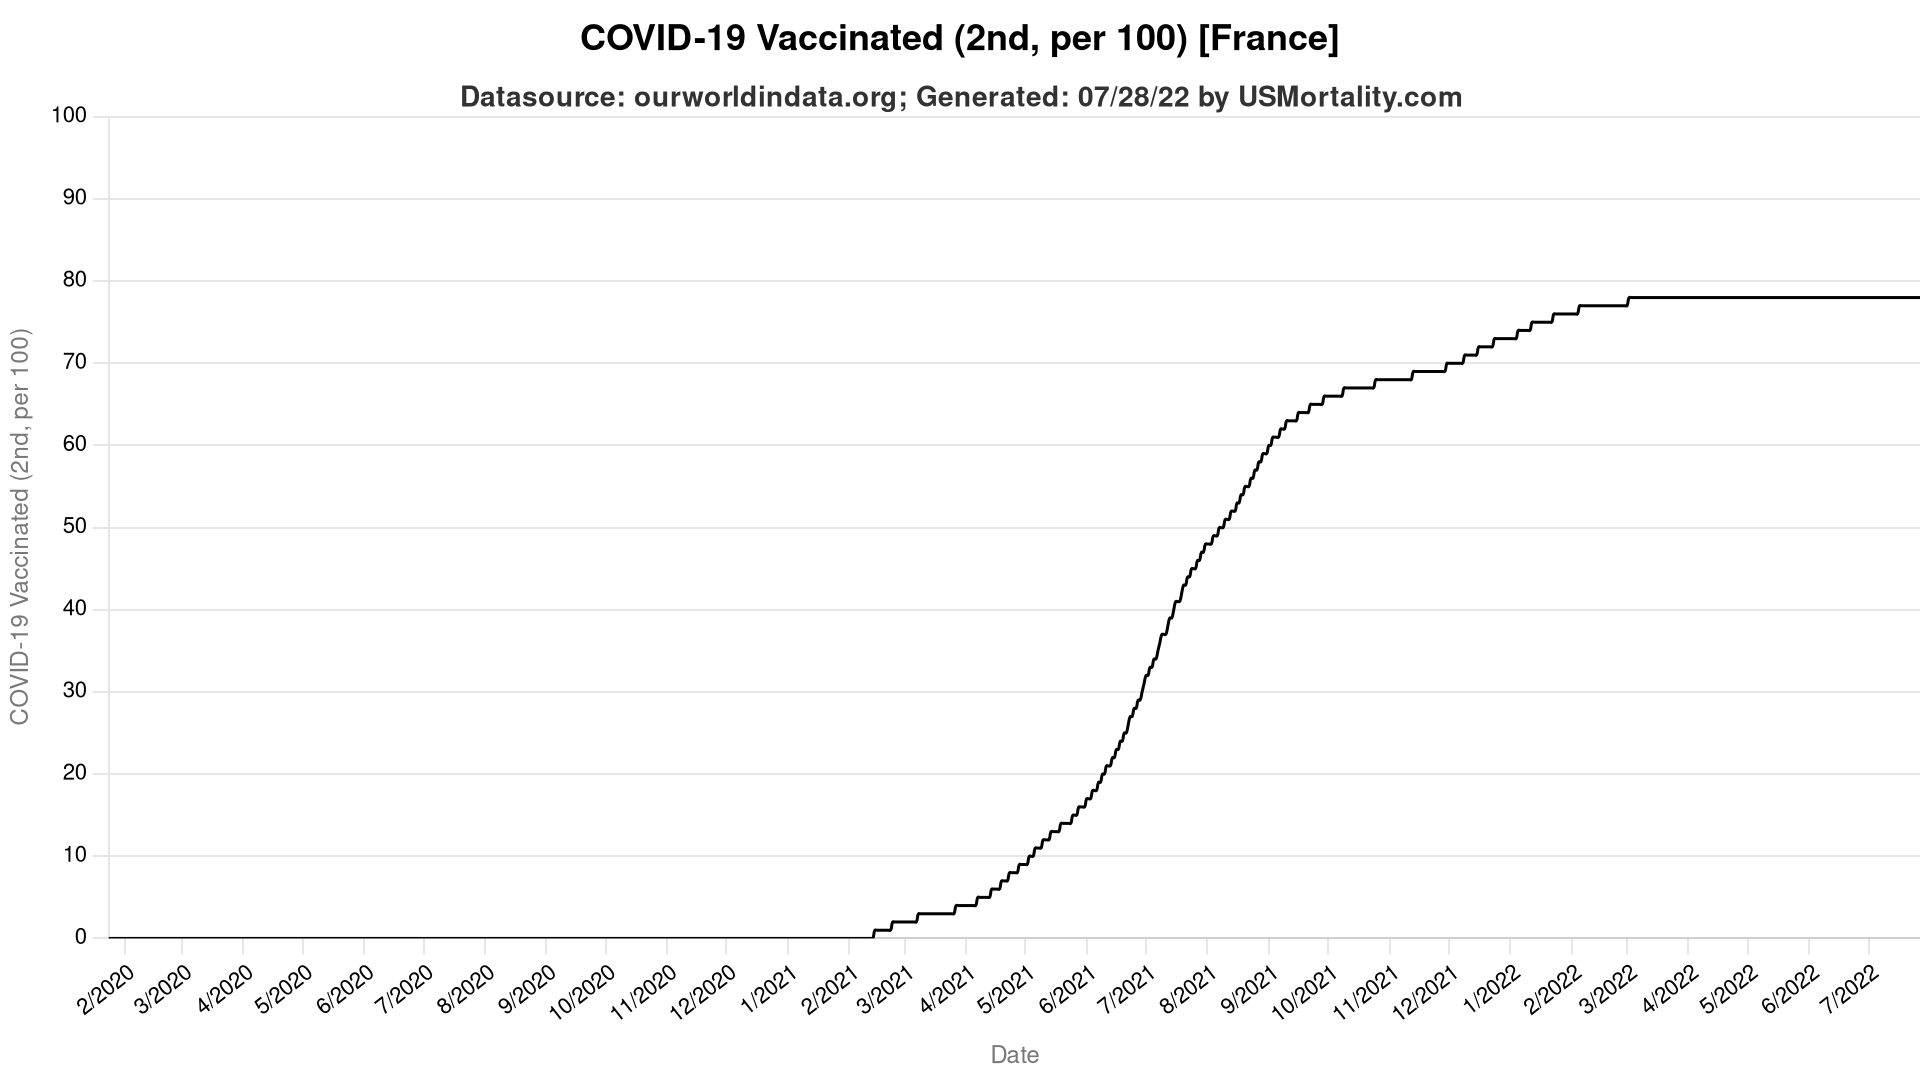 COVID-19 Vaccinated (2nd, per 100) [France]
Datasource: ourworldindata.org; Generated: 07/28/22 by USMortality.com
COVID-19 Vaccinated (2nd, per 100)
100
90
80
70
60
50
40
30
20
10
0
2/2020 3/2020 4/2020 5/2020 6/2020 7/2020 8/2020 9/2020 10/2020 11/2020 12/2020 1/2021 2/2021 3/2021 4/2021 5/2021 6/2021 7/2021 8/2021 9/2021 10/2021 11/2021 12/2021 1/2022 2/2022 3/2022 4/2022 5/2022 6/2022 7/2022
Date